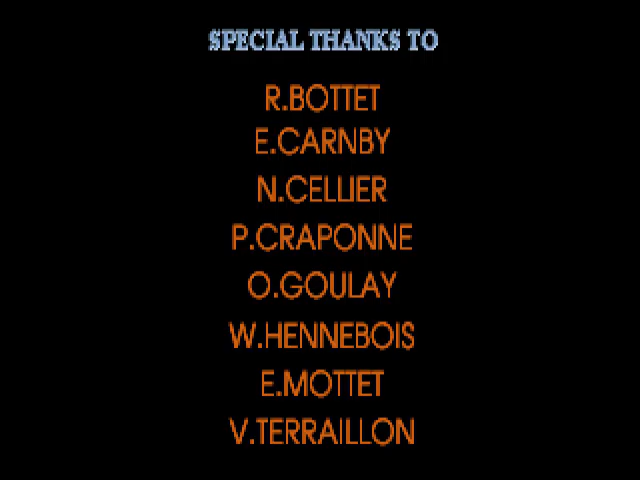 SPECIAL THANKS TO
R.BOTTET
E.CARNBY
N.CELLIER
P.CRAPONNE
O.GOULAY
W.HENNEBOIS
E.MOTTET
V.TERRAILLON